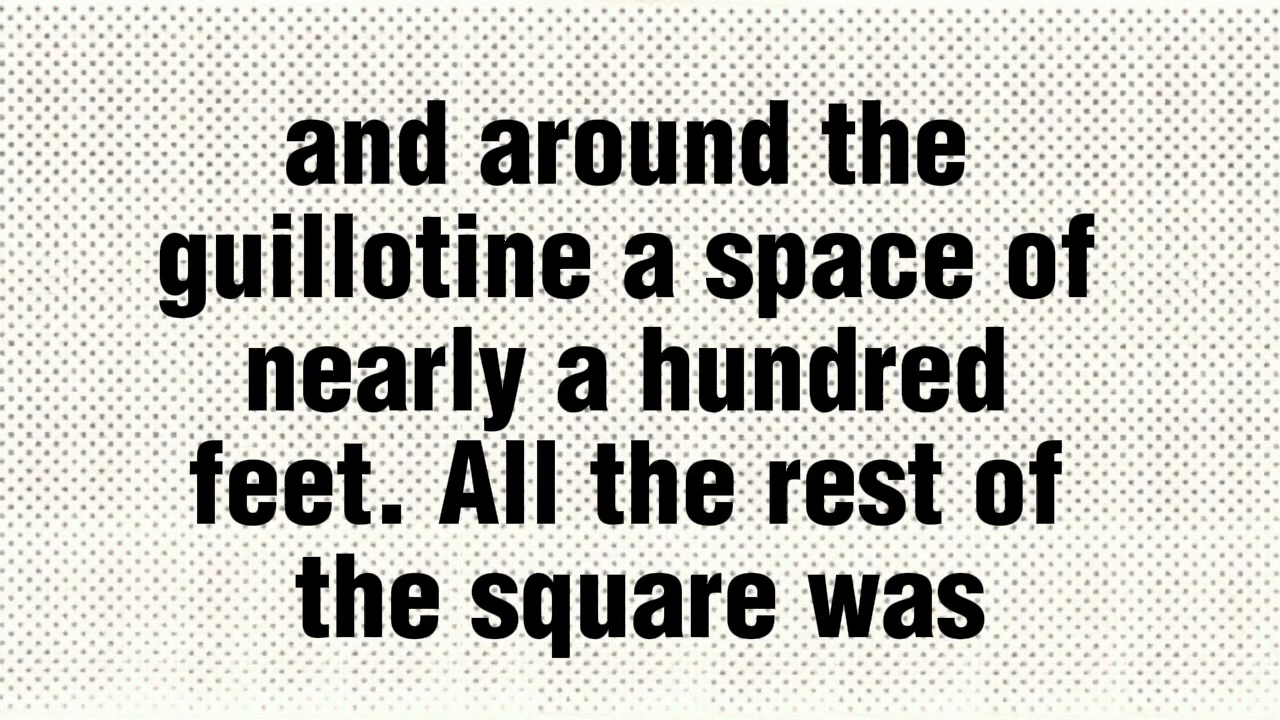 and around the
guillotine a space of
nearly a hundred
feet. All the rest of
the square was